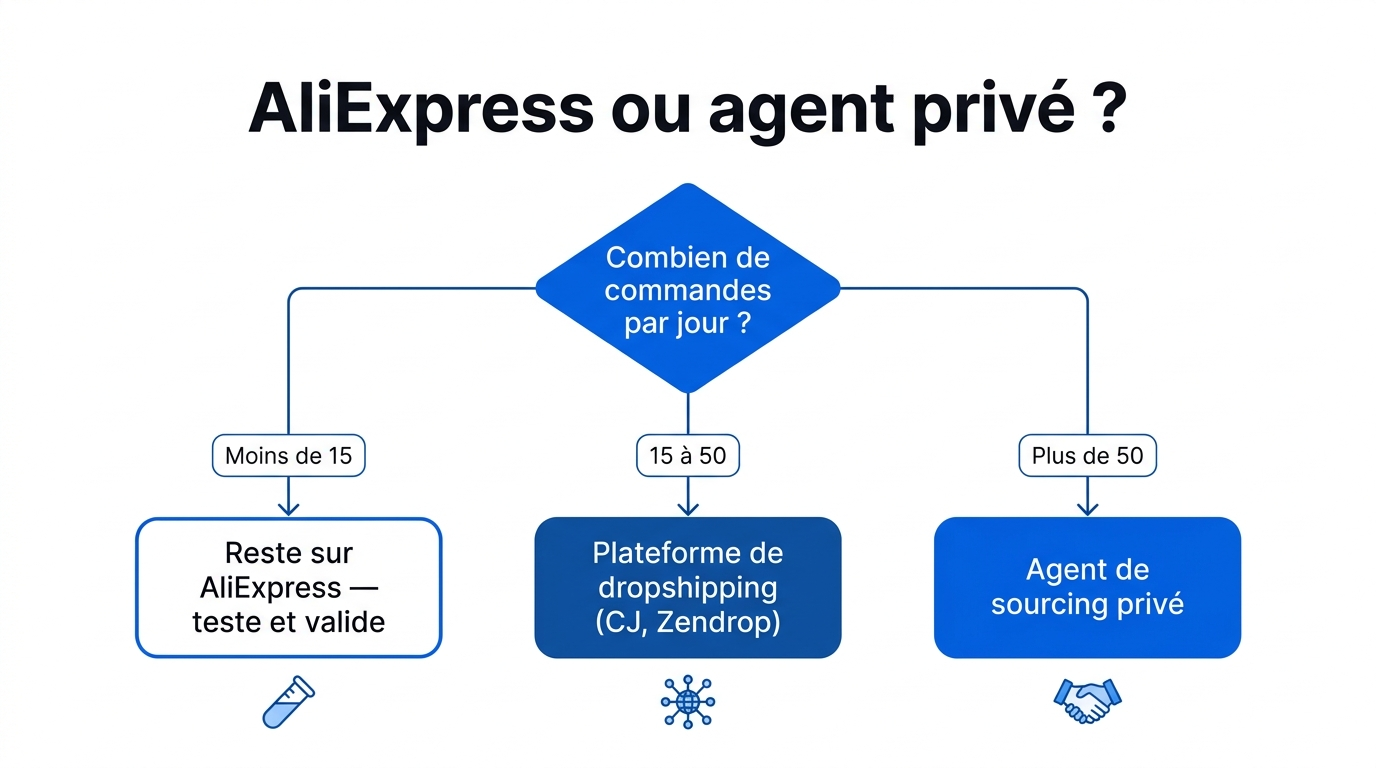 AliExpress ou agent privé ?
Combien de
commandes
par jour ?
Moins de 15
15 à 50
Plus de 50
Reste sur
AliExpress —
teste et valide
Plateforme de
dropshipping
(CJ, Zendrop)
Agent de
sourcing privé